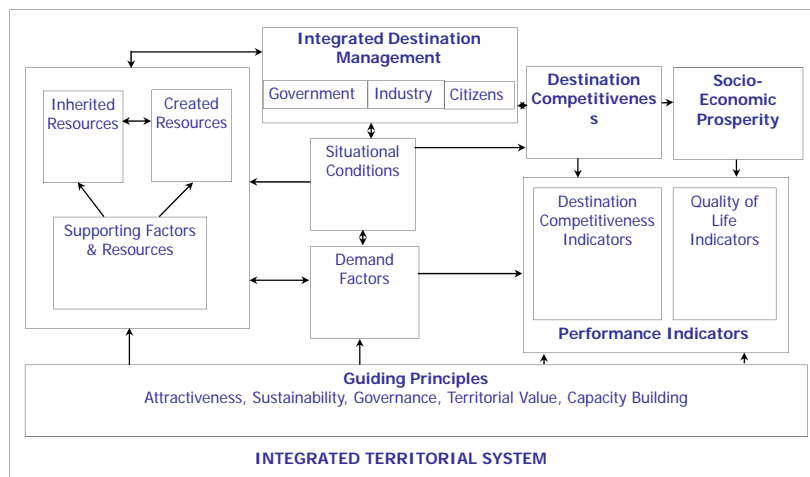 Integrated Destination
Management
Government
Industry
Citizens
Destination
Competitivenes
s
Socio-
Economic
Prosperity
Inherited
Resources
Created
Resources
Situational
Conditions
Supporting Factors
& Resources
Demand
Factors
Destination
Competitiveness
Indicators
Quality of
Life
Indicators
Performance Indicators
Guiding Principles
Attractiveness, Sustainability, Governance, Territorial Value, Capacity Building
INTEGRATED TERRITORIAL SYSTEM